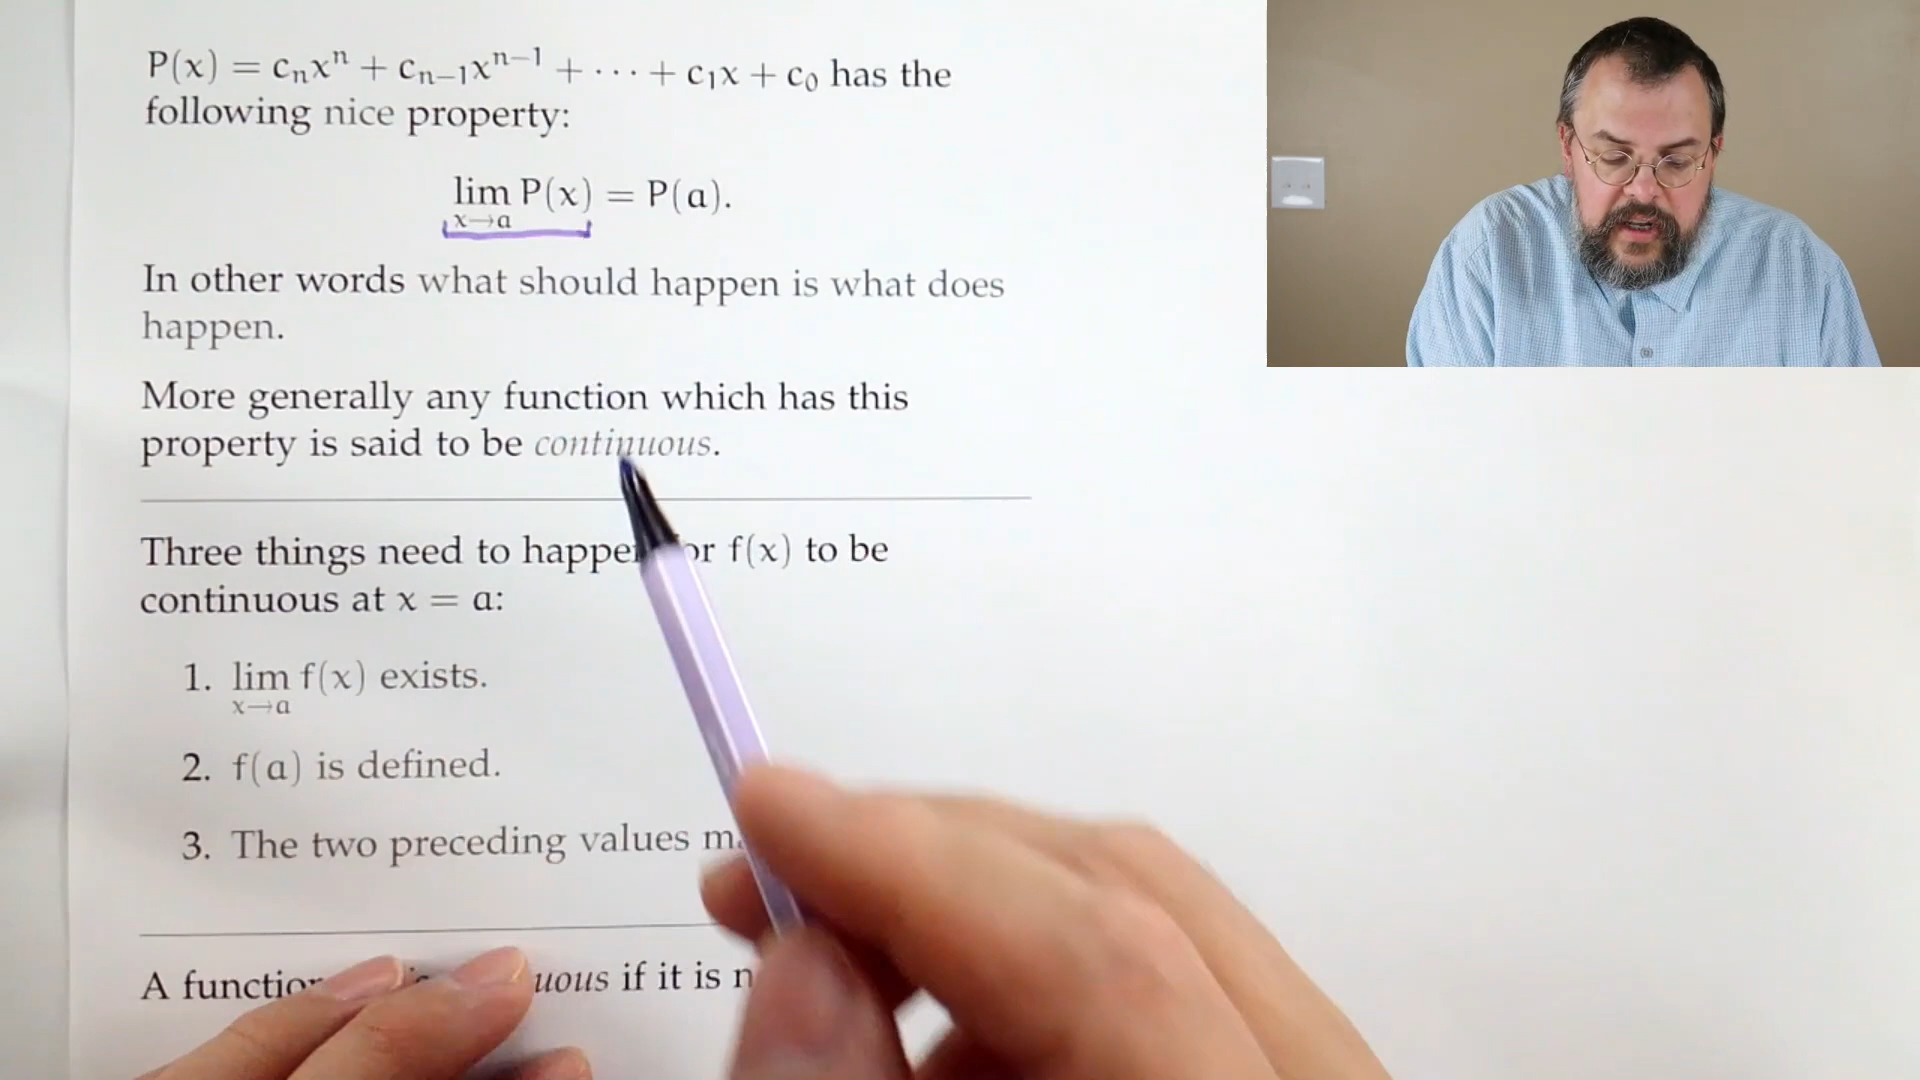 P(x) = cₙxⁿ + cₙ₋₁xⁿ⁻¹ + ··· + c₁x + c₀ has the
following nice property:
lim P(x) = P(a).
x→a
In other words what should happen is what does
happen.
More generally any function which has this
property is said to be continuous.
Three things need to happen for f(x) to be
continuous at x = a:
1. lim f(x) exists.
x→a
2. f(a) is defined.
3. The two preceding values
A function if it is